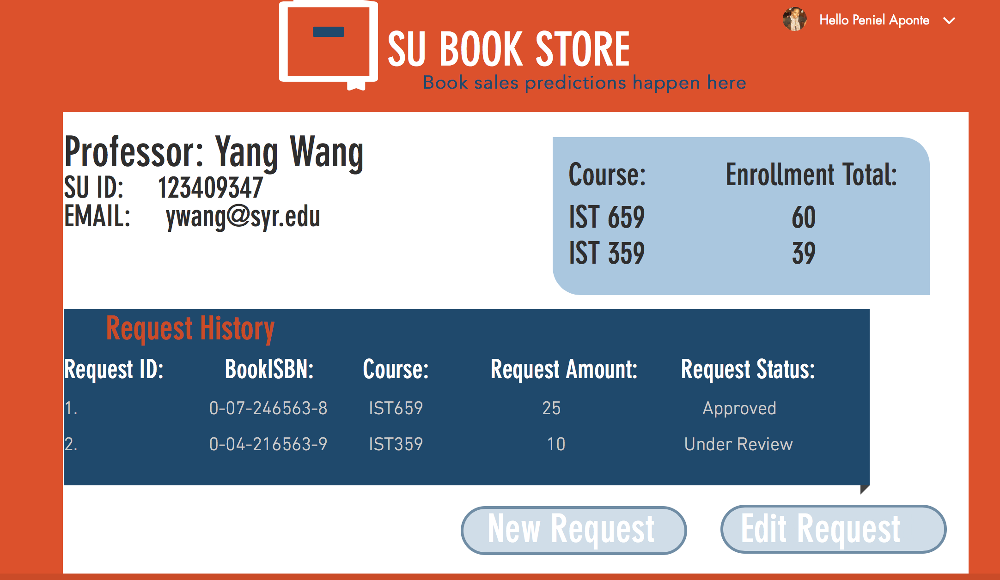 Hello Peniel Aponte
SU BOOK STORE
Book sales predictions happen here
Professor: Yang Wang
SU ID: 123409347
EMAIL: ywang@syr.edu
Course: Enrollment Total:
IST 659 60
IST 359 39
Request History
Request ID: BookISBN: Course: Request Amount: Request Status:
1. 0-07-246563-8 IST659 25 Approved
2. 0-04-216563-9 IST359 10 Under Review
New Request Edit Request